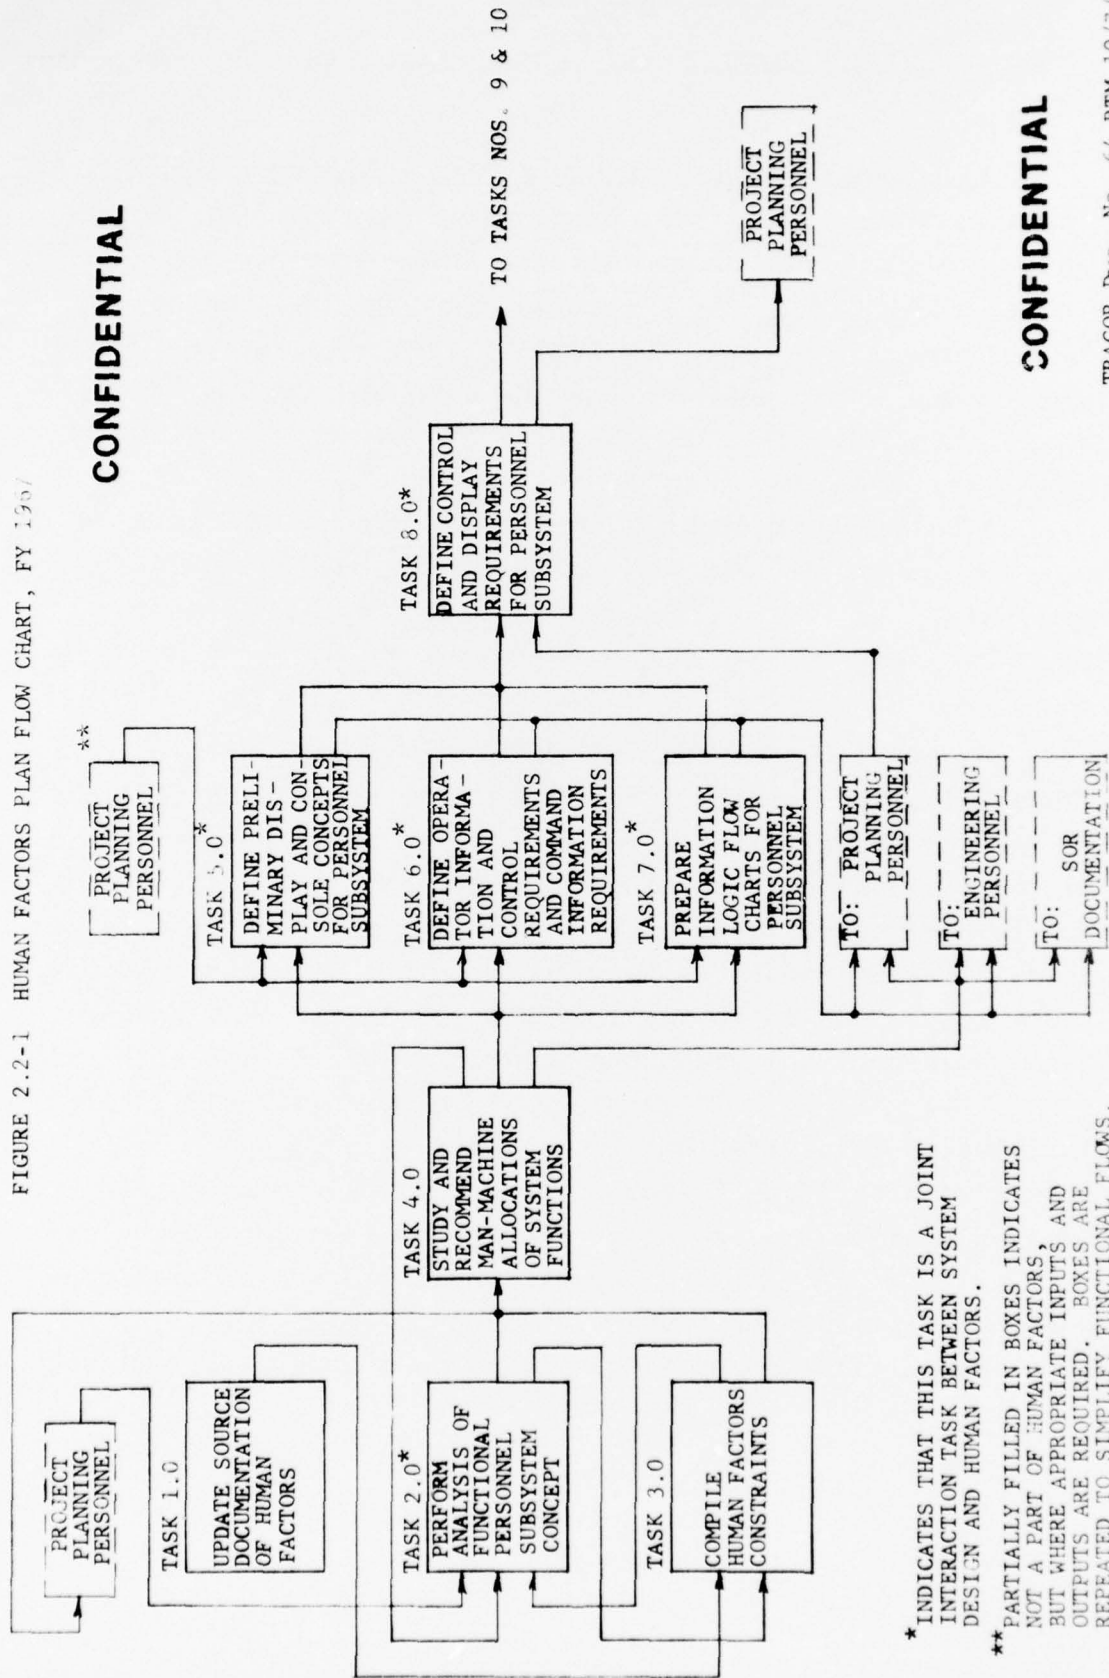 FIGURE 2.2-1 HUMAN FACTORS PLAN FLOW CHART, FY 1967
CONFIDENTIAL
PROJECT
PLANNING
PERSONNEL
TASK 1.0
UPDATE SOURCE
DOCUMENTATION
OF HUMAN
FACTORS
TASK 2.0*
PERFORM
ANALYSIS OF
FUNCTIONAL
PERSONNEL
SUBSYSTEM
CONCEPT
TASK 3.0
COMPILE
HUMAN FACTORS
CONSTRAINTS
TASK 4.0
STUDY AND
RECOMMEND
MAN-MACHINE
ALLOCATIONS
OF SYSTEM
FUNCTIONS
**
PROJECT
PLANNING
PERSONNEL
TASK 5.0*
DEFINE PRELI-
MINARY DIS-
PLAY AND CON-
SOLE CONCEPTS
FOR PERSONNEL
SUBSYSTEM
TASK 6.0*
DEFINE OPERA-
TOR INFORMA-
TION AND
CONTROL
REQUIREMENTS
AND COMMAND
INFORMATION
REQUIREMENTS
TASK 7.0*
PREPARE
INFORMATION
LOGIC FLOW
CHARTS FOR
PERSONNEL
SUBSYSTEM
TO: PROJECT
PLANNING
PERSONNEL
TO:
ENGINEERING
PERSONNEL
TO:
SOR
DOCUMENTATION
TASK 8.0*
DEFINE CONTROL
AND DISPLAY
REQUIREMENTS
FOR PERSONNEL
SUBSYSTEM
TO TASKS NOS. 9 & 10
PROJECT
PLANNING
PERSONNEL
* INDICATES THAT THIS TASK IS A JOINT
INTERACTION TASK BETWEEN SYSTEM
DESIGN AND HUMAN FACTORS.
** PARTIALLY FILLED IN BOXES INDICATES
NOT A PART OF HUMAN FACTORS,
BUT WHERE APPROPRIATE INPUTS AND
OUTPUTS ARE REQUIRED. BOXES ARE
REPEATED TO SIMPLIFY FUNCTIONAL FLOWS.
CONFIDENTIAL
TRACOR Doc. No.